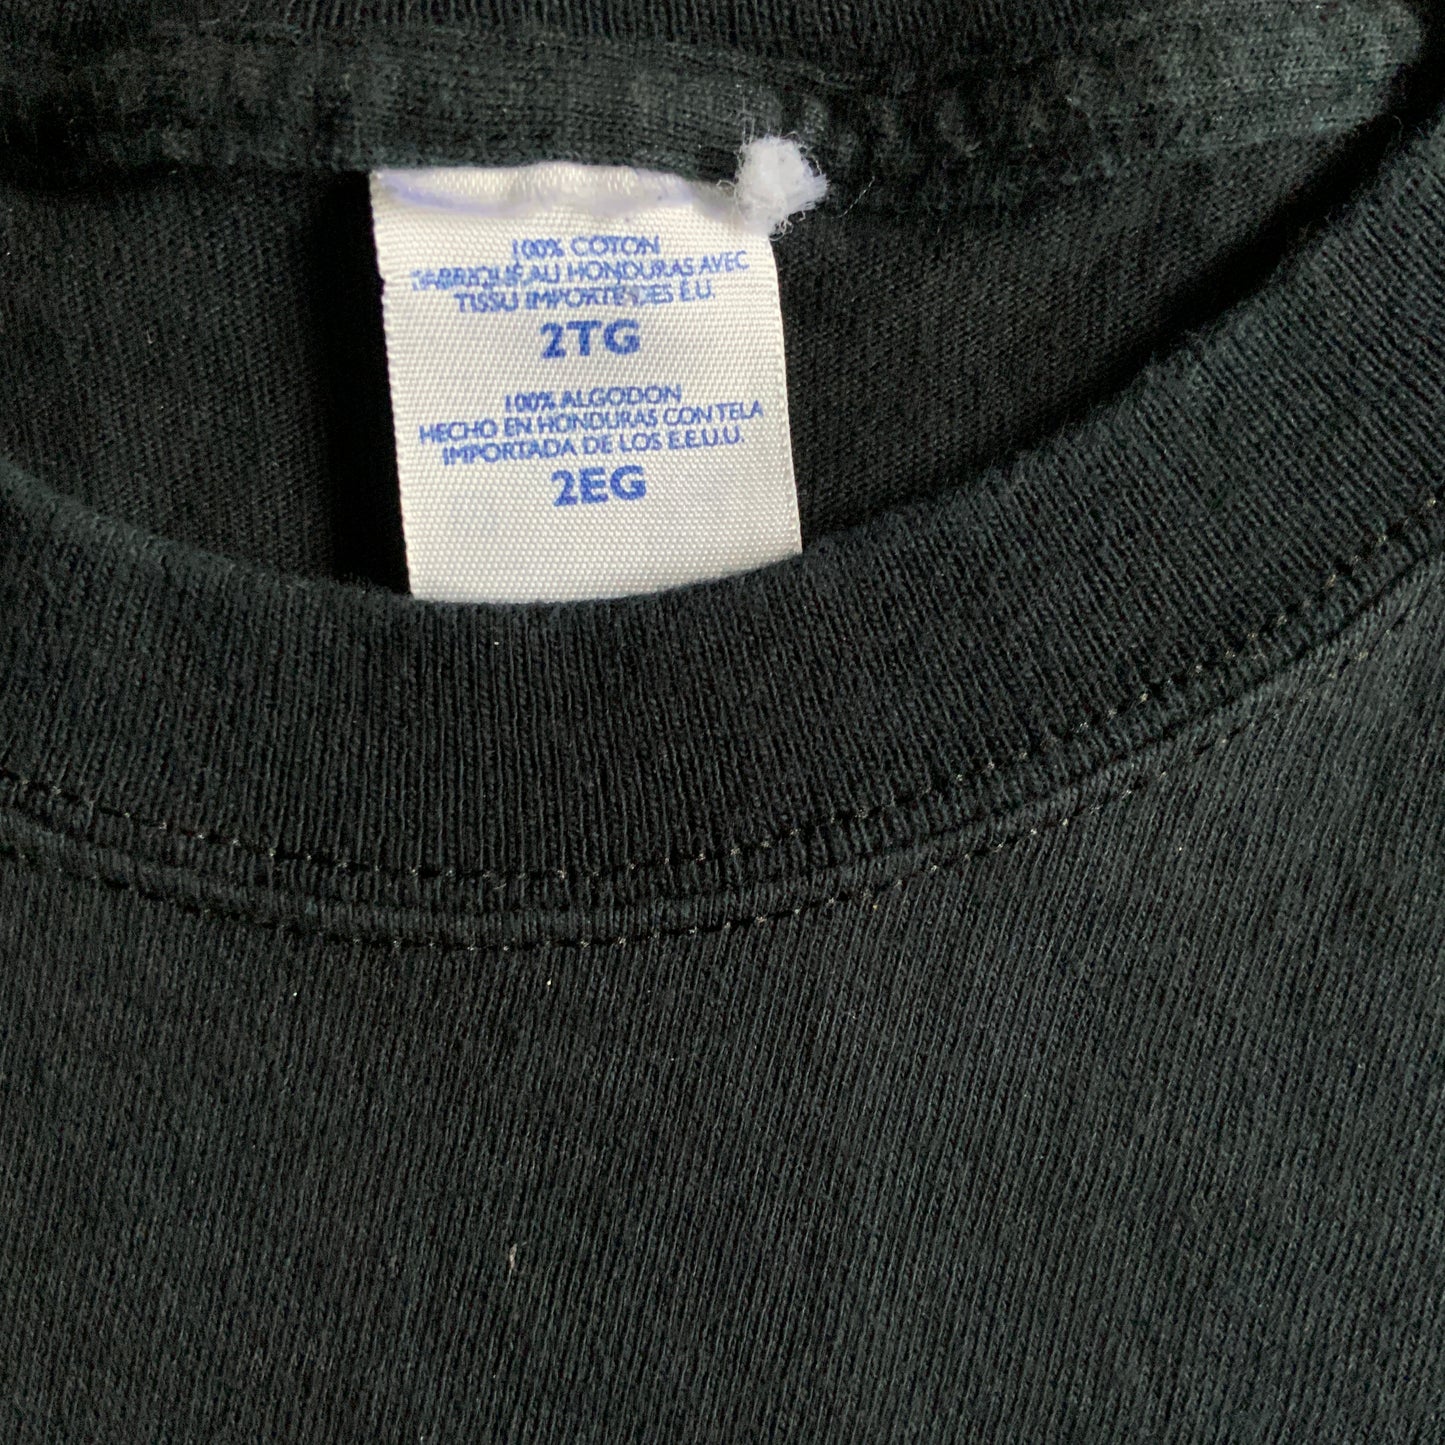 100% COTON
FABRIQUÉ AU HONDURAS AVEC
TISSU IMPORTÉ DES É.U.
2TG
100% ALGODON
HECHO EN HONDURAS CON TELA
IMPORTADA DE LOS E.E.U.U.
2EG